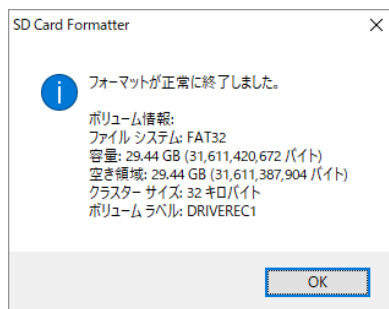 SD Card Formatter
フォーマットが正常に終了しました。
ボリューム情報:
ファイル システム: FAT32
容量: 29.44 GB (31,611,420,672 バイト)
空き領域: 29.44 GB (31,611,387,904 バイト)
クラスター サイズ: 32 キロバイト
ボリューム ラベル: DRIVEREC1
OK